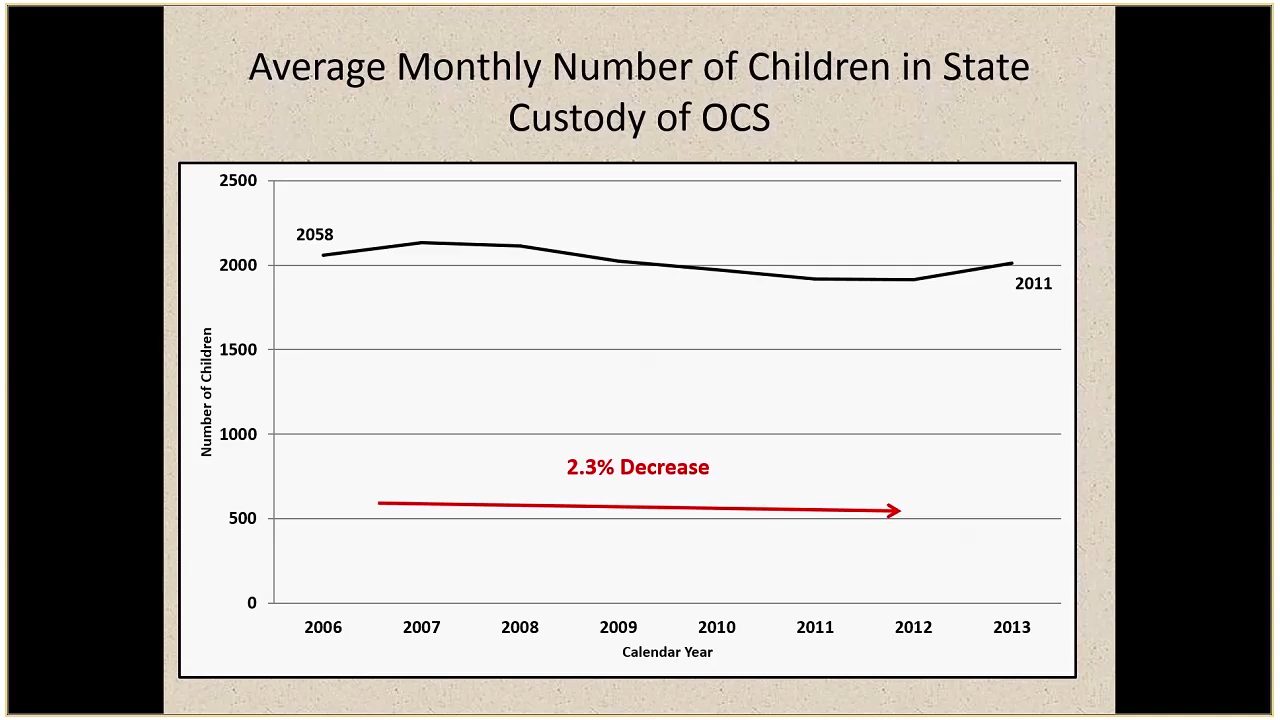 Average Monthly Number of Children in State
Custody of OCS
2500
2058
2000
2011
1500
Number of Children
1000
2.3% Decrease
500
0
2006 2007 2008 2009 2010 2011 2012 2013
Calendar Year